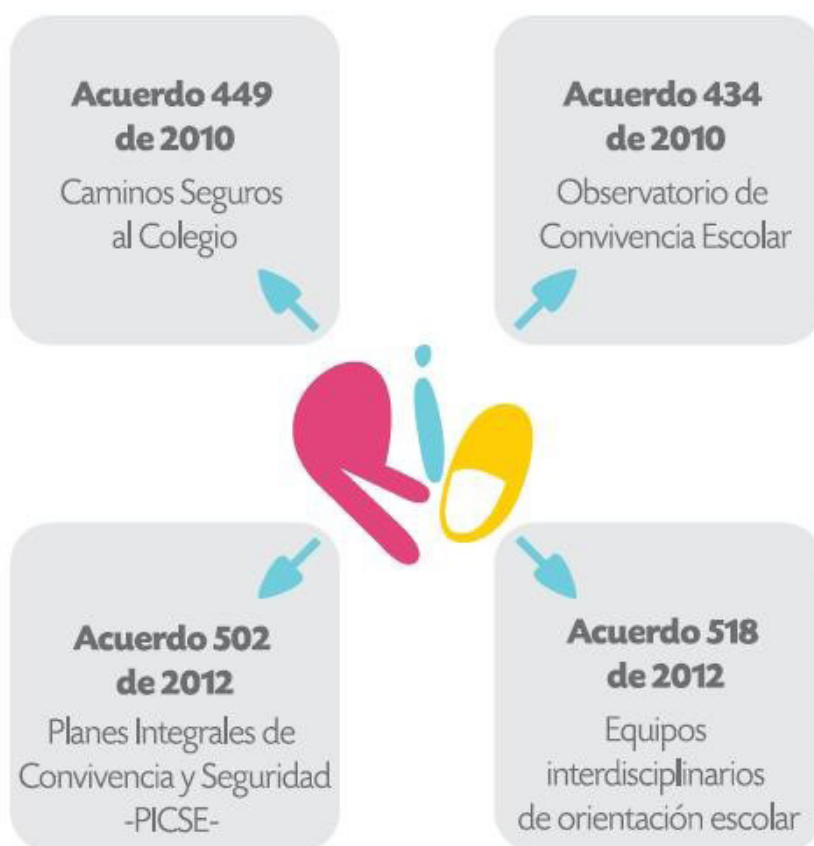 Acuerdo 449
de 2010
Caminos Seguros
al Colegio
Acuerdo 434
de 2010
Observatorio de
Convivencia Escolar
Rio
Acuerdo 502
de 2012
Planes Integrales de
Convivencia y Seguridad
-PICSE-
Acuerdo 518
de 2012
Equipos
interdisciplinarios
de orientación escolar